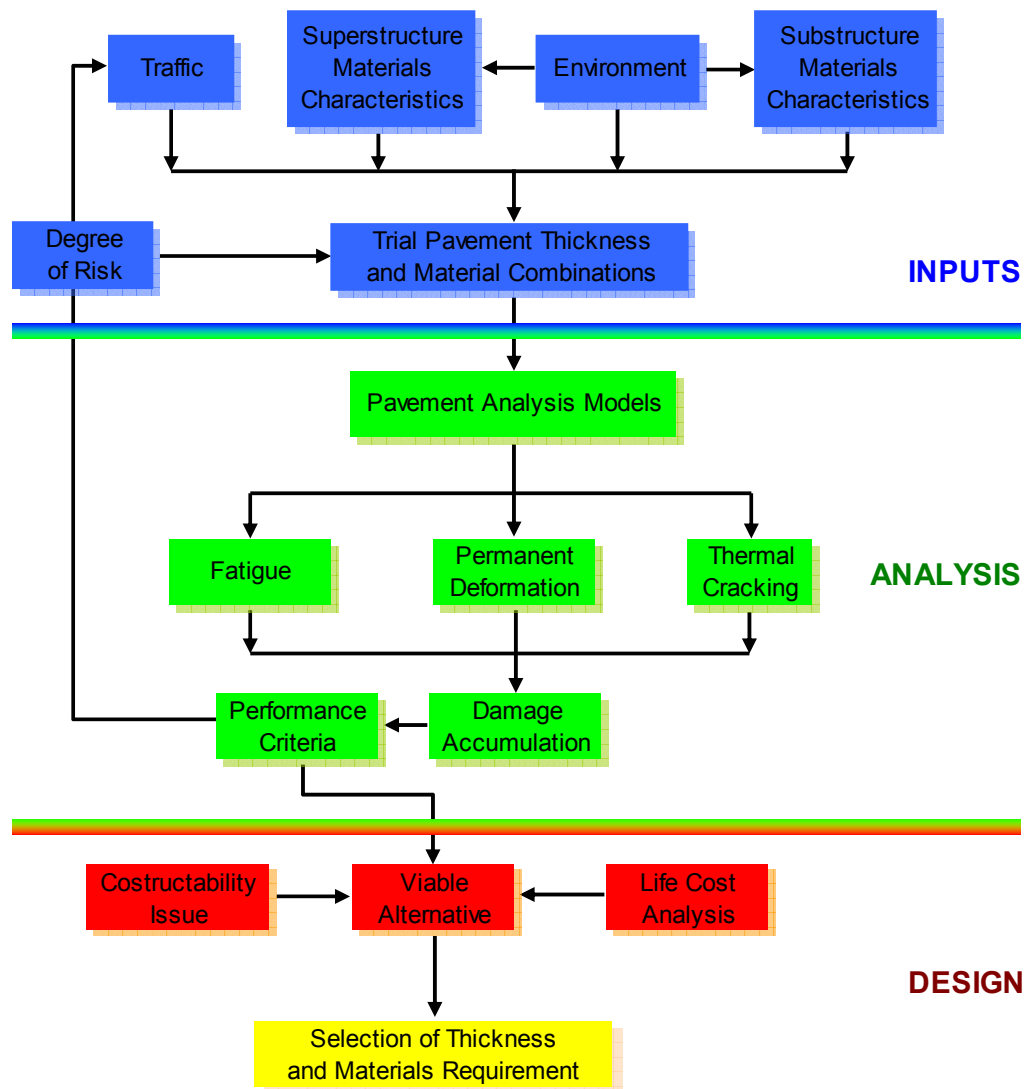 Traffic
Superstructure
Materials
Characteristics
Environment
Substructure
Materials
Characteristics
Degree
of Risk
Trial Pavement Thickness
and Material Combinations
INPUTS
Pavement Analysis Models
Fatigue
Permanent
Deformation
Thermal
Cracking
ANALYSIS
Performance
Criteria
Damage
Accumulation
Costructability
Issue
Viable
Alternative
Life Cost
Analysis
DESIGN
Selection of Thickness
and Materials Requirement